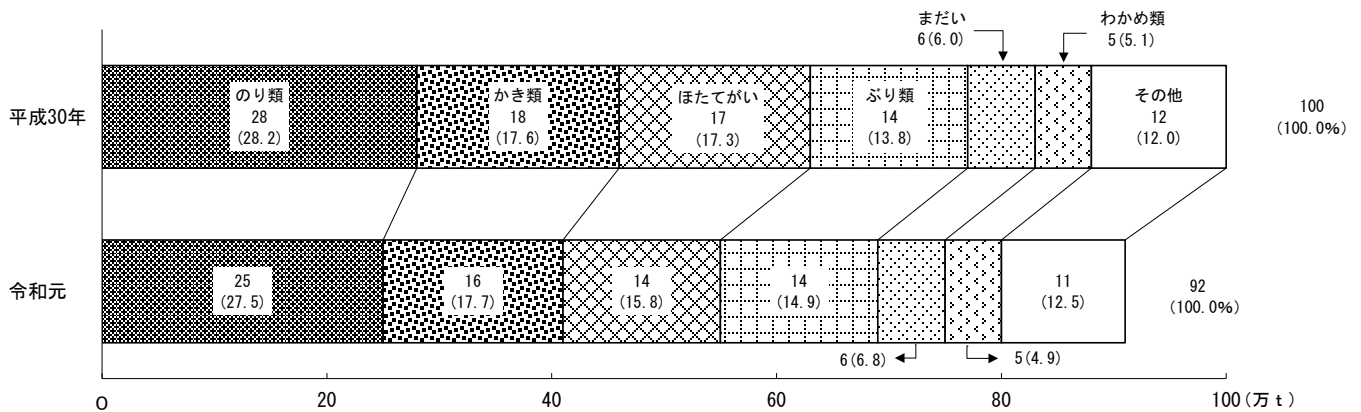 まだい
6(6.0)
わかめ類
5(5.1)
平成30年
のり類
28
(28.2)
かき類
18
(17.6)
ほたてがい
17
(17.3)
ぶり類
14
(13.8)
その他
12
(12.0)
100
(100.0%)
令和元
25
(27.5)
16
(17.7)
14
(15.8)
14
(14.9)
11
(12.5)
92
(100.0%)
6(6.8)
5(4.9)
0 20 40 60 80 100(万t)